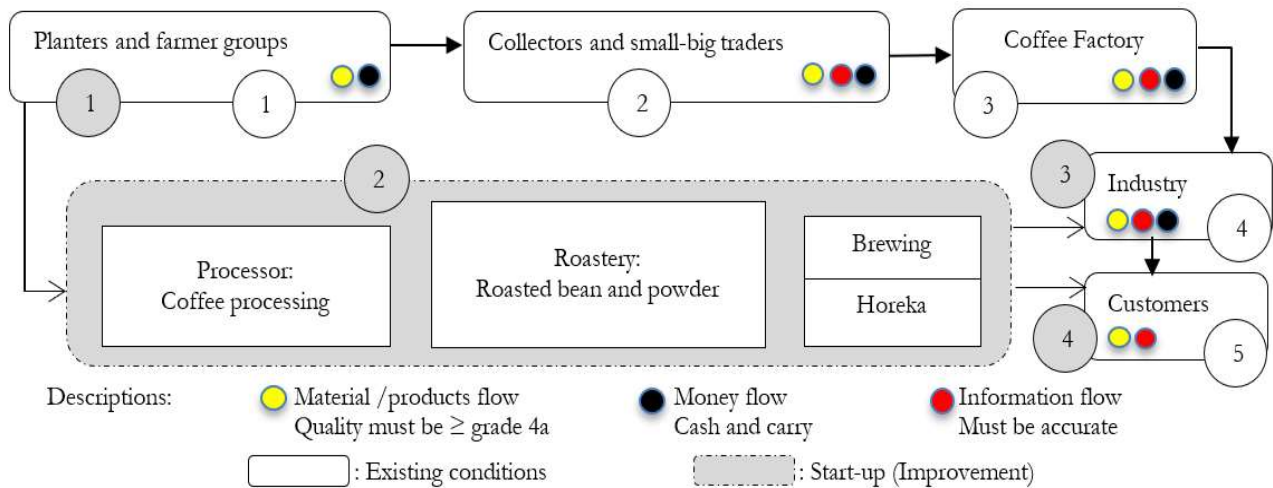 Planters and farmer groups
1
1
Collectors and small-big traders
2
Coffee Factory
3
2
Processor:
Coffee processing
Roastery:
Roasted bean and powder
Brewing
Horeka
3
Industry
4
Customers
4
5
Descriptions:
Material /products flow
Quality must be ≥ grade 4a
Money flow
Cash and carry
Information flow
Must be accurate
: Existing conditions
: Start-up (Improvement)